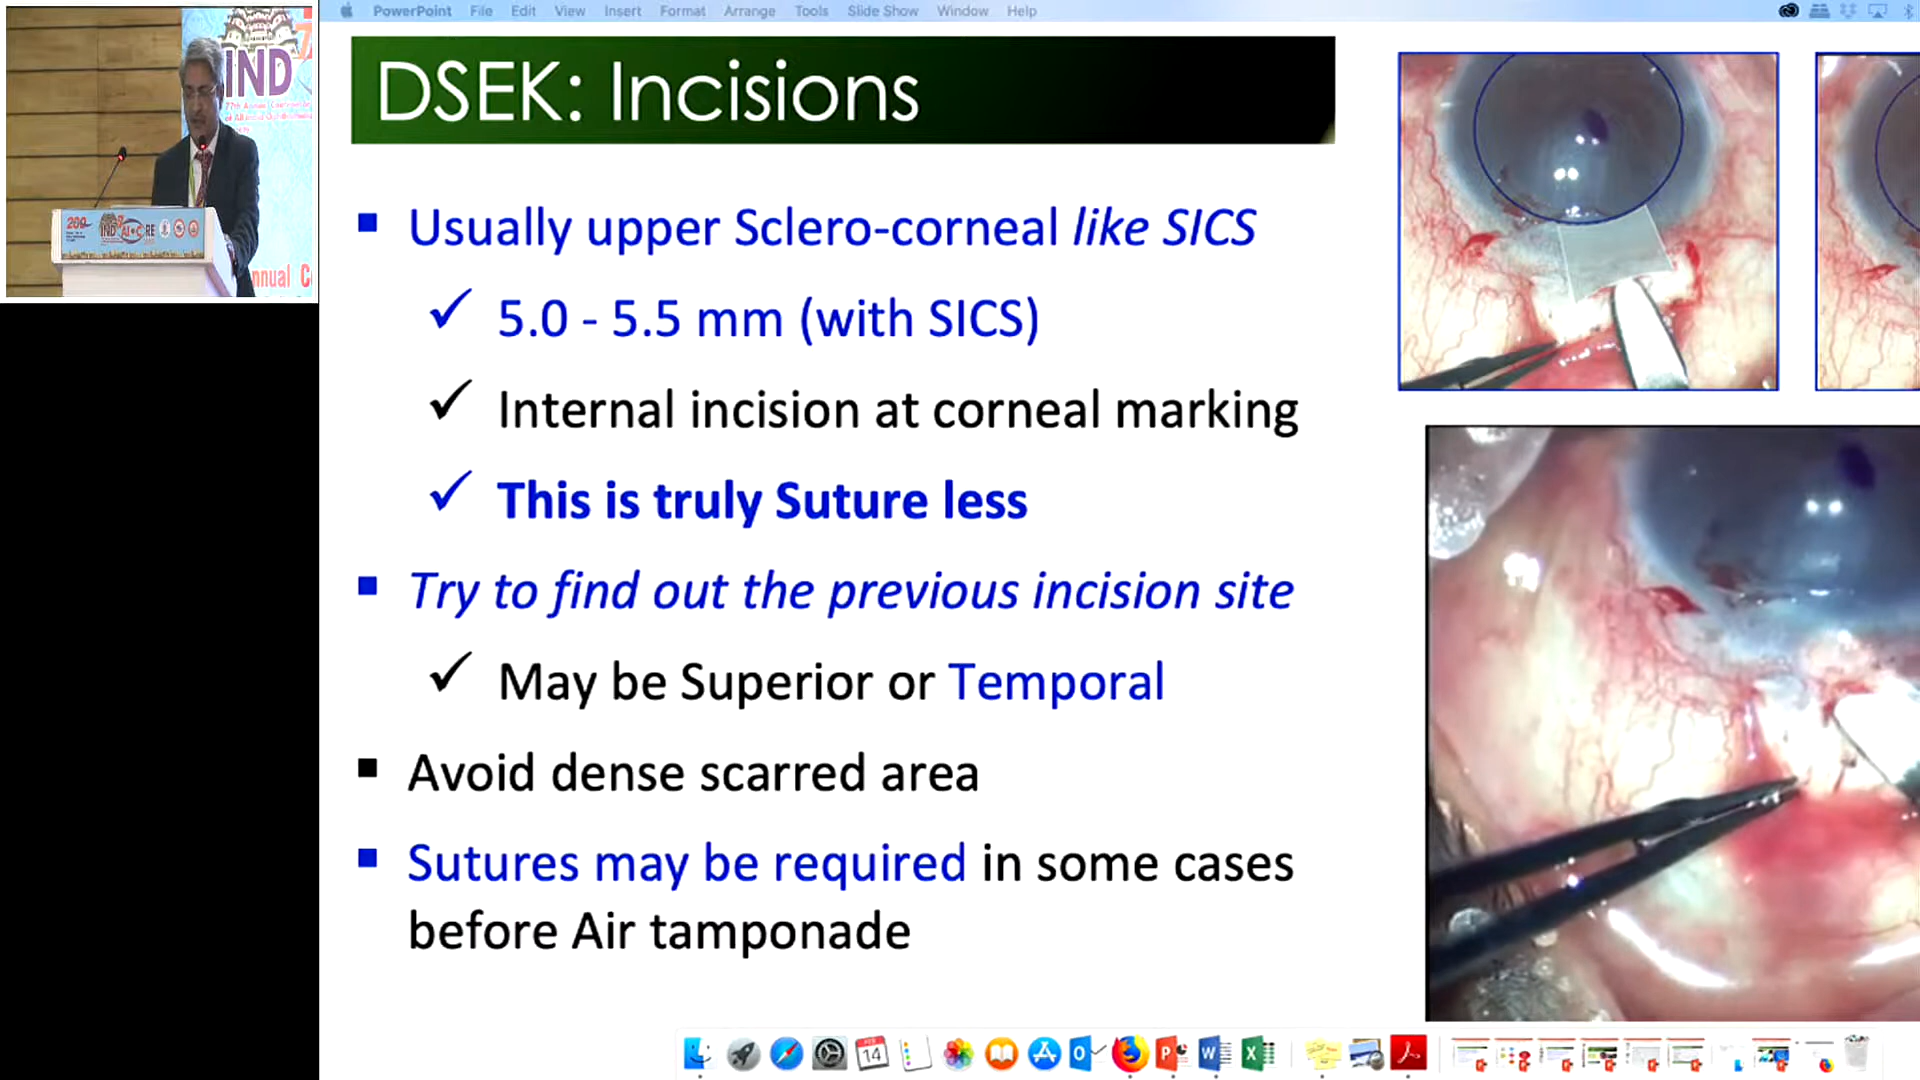 PowerPoint File Edit View Insert Format Arrange Tools Slide Show Window Help
IND
77th Annual
nnual C
DSEK: Incisions
Usually upper Sclero-corneal like SICS
5.0 - 5.5 mm (with SICS)
Internal incision at corneal marking
This is truly Suture less
Try to find out the previous incision site
May be Superior or Temporal
Avoid dense scarred area
Sutures may be required in some cases
before Air tamponade
14